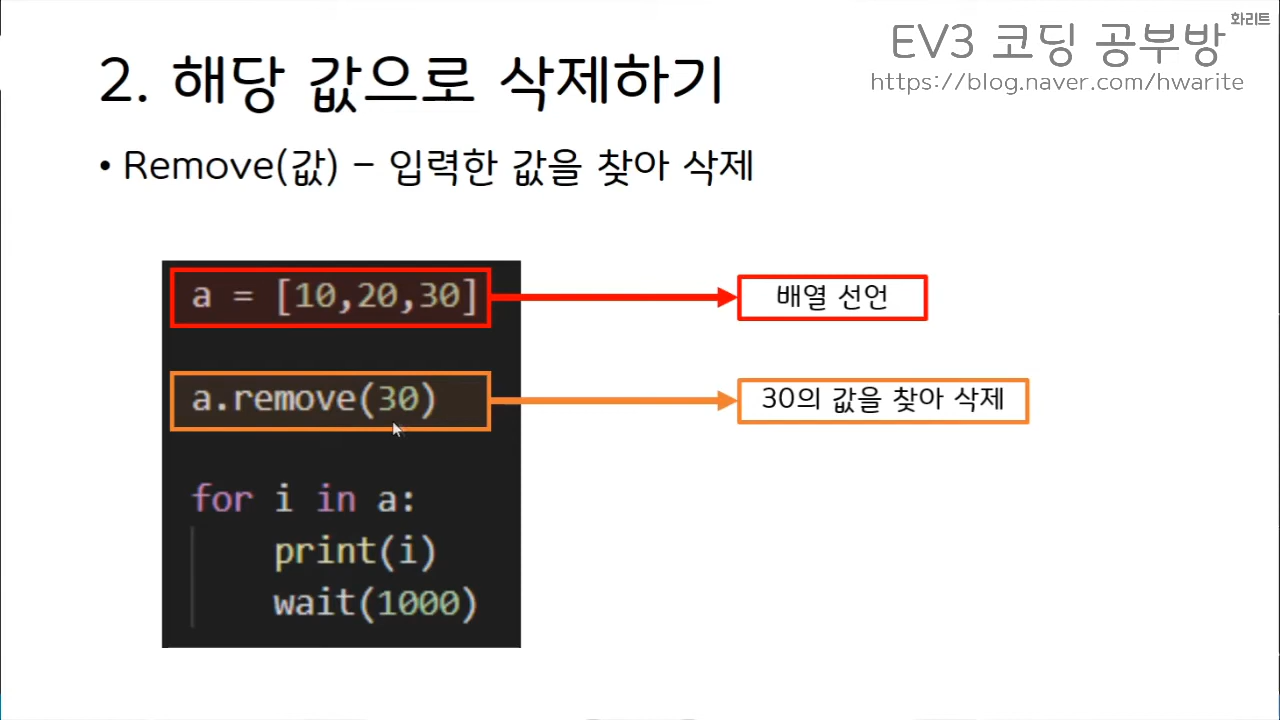 화리트
EV3 코딩 공부방
https://blog.naver.com/hwarite
2. 해당 값으로 삭제하기
• Remove(값) - 입력한 값을 찾아 삭제
a = [10,20,30]
배열 선언
a.remove(30)
30의 값을 찾아 삭제
for i in a:
print(i)
wait(1000)